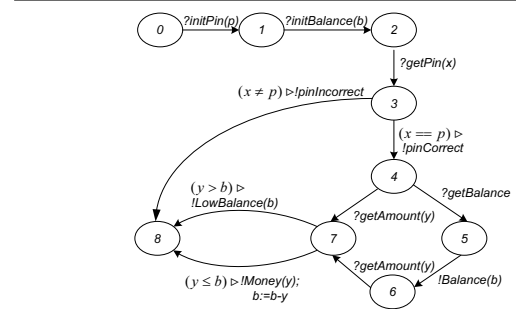 0
?initPin(p)
1
?initBalance(b)
2
?getPin(x)
(x ≠ p) ▷!pinIncorrect
3
(x == p) ▷
!pinCorrect
4
(y > b) ▷
!LowBalance(b)
?getBalance
?getAmount(y)
8
7
5
?getAmount(y)
!Balance(b)
(y ≤ b) ▷!Money(y);
b:=b-y
6